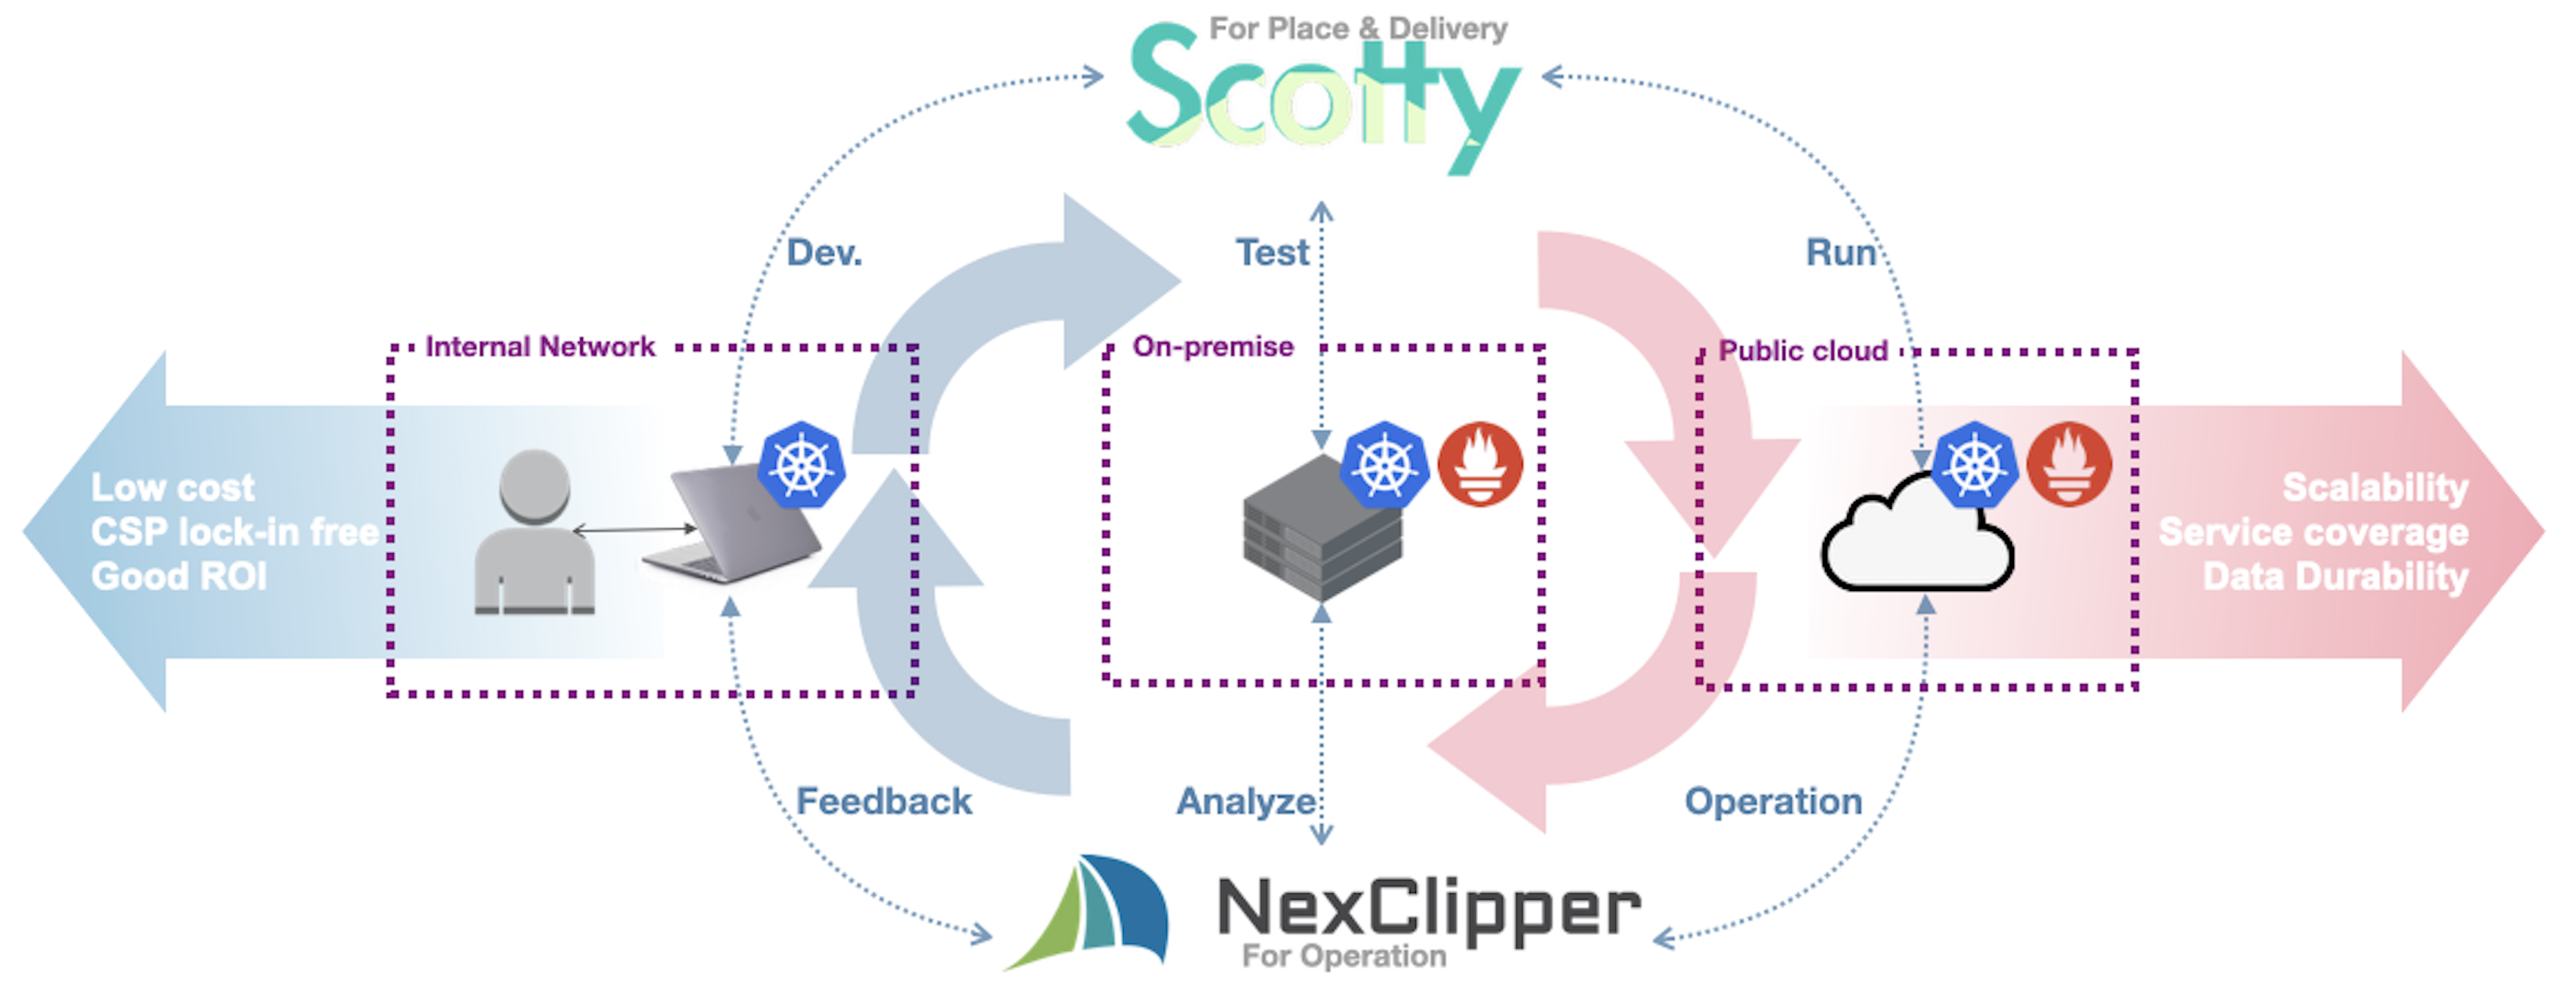 For Place & Delivery
Scotty
Dev.
Test
Run
Internal Network
On-premise
Public cloud
Low cost
CSP lock-in free
Good ROI
Scalability
Service coverage
Data Durability
Feedback
Analyze
Operation
NexClipper
For Operation